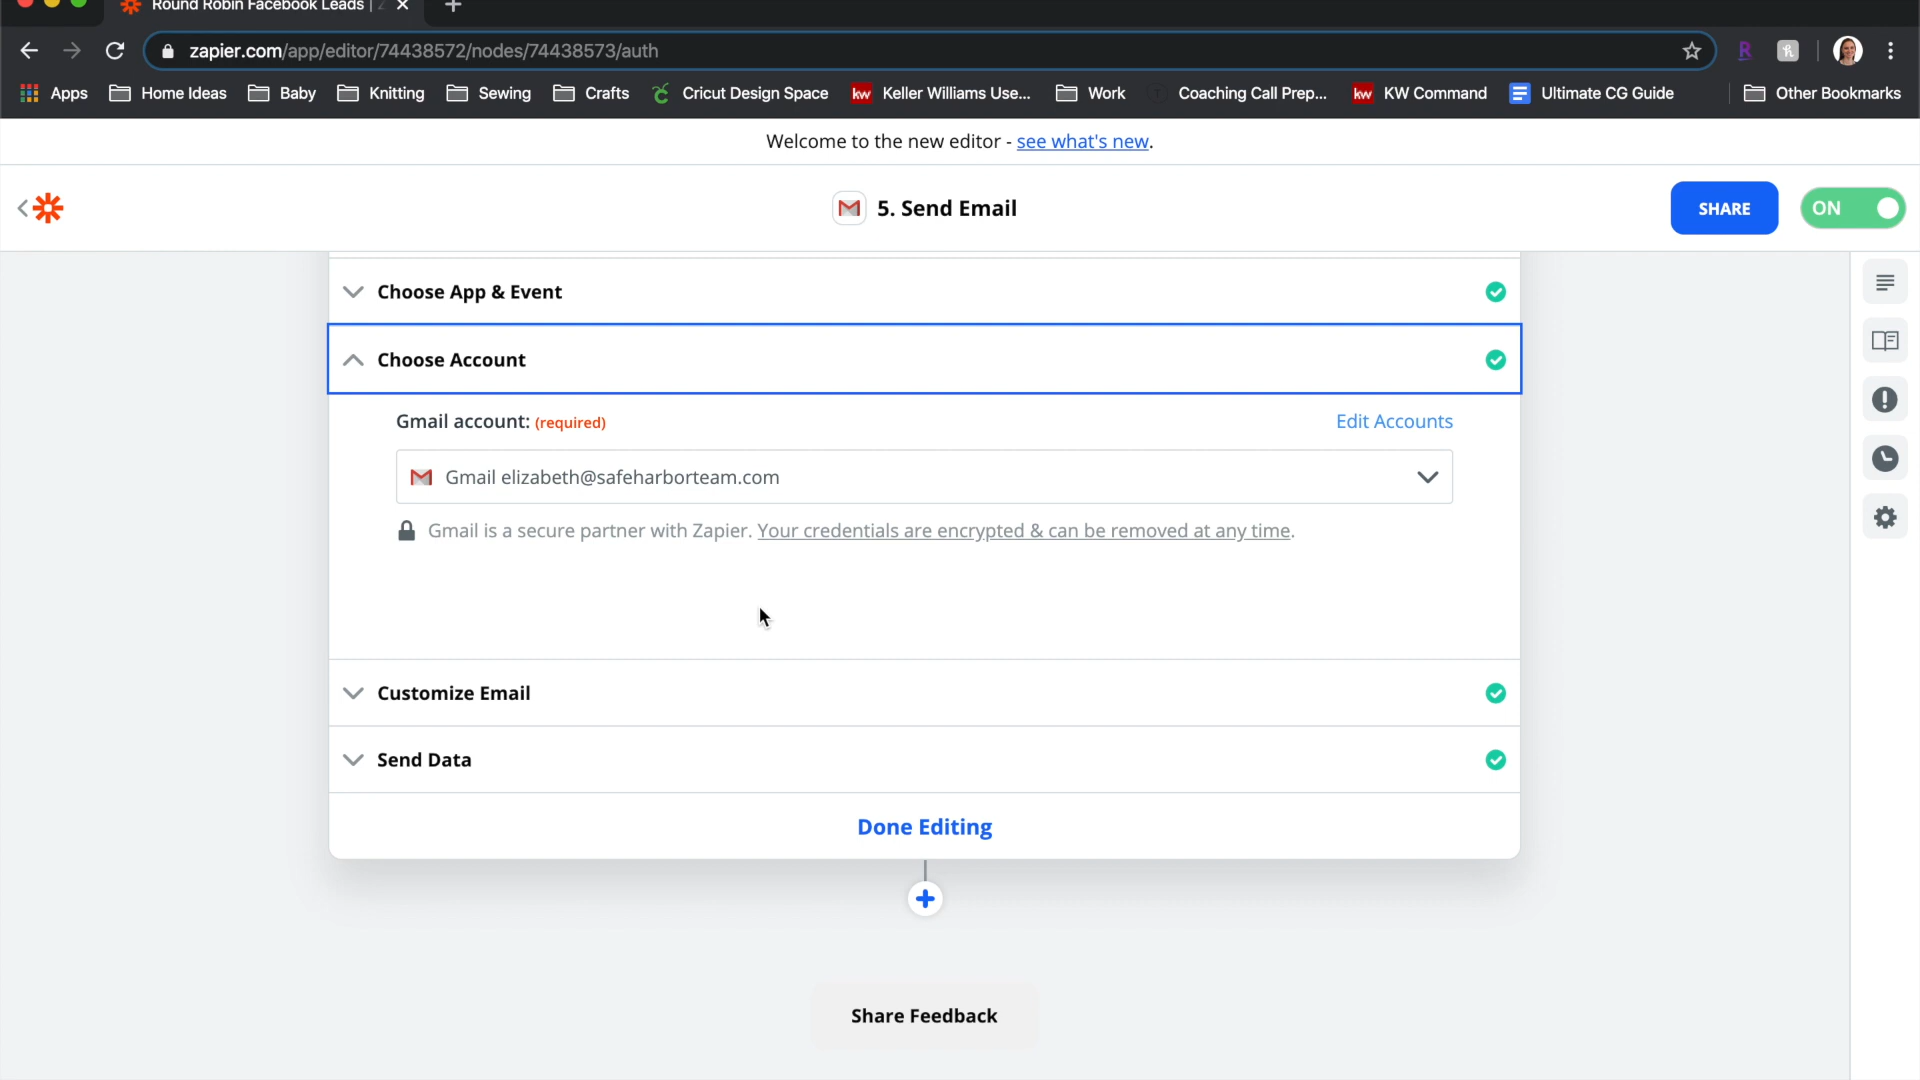 Round Robin Facebook Leads |
zapier.com/app/editor/74438572/nodes/74438573/auth
Apps Home Ideas Baby Knitting Sewing Crafts Cricut Design Space kw Keller Williams Use... Work Coaching Call Prep... kw KW Command Ultimate CG Guide Other Bookmarks
Welcome to the new editor - see what's new.
5. Send Email
SHARE
ON
Choose App & Event
Choose Account
Gmail account: (required)
Edit Accounts
Gmail elizabeth@safeharborteam.com
Gmail is a secure partner with Zapier. Your credentials are encrypted & can be removed at any time.
Customize Email
Send Data
Done Editing
Share Feedback